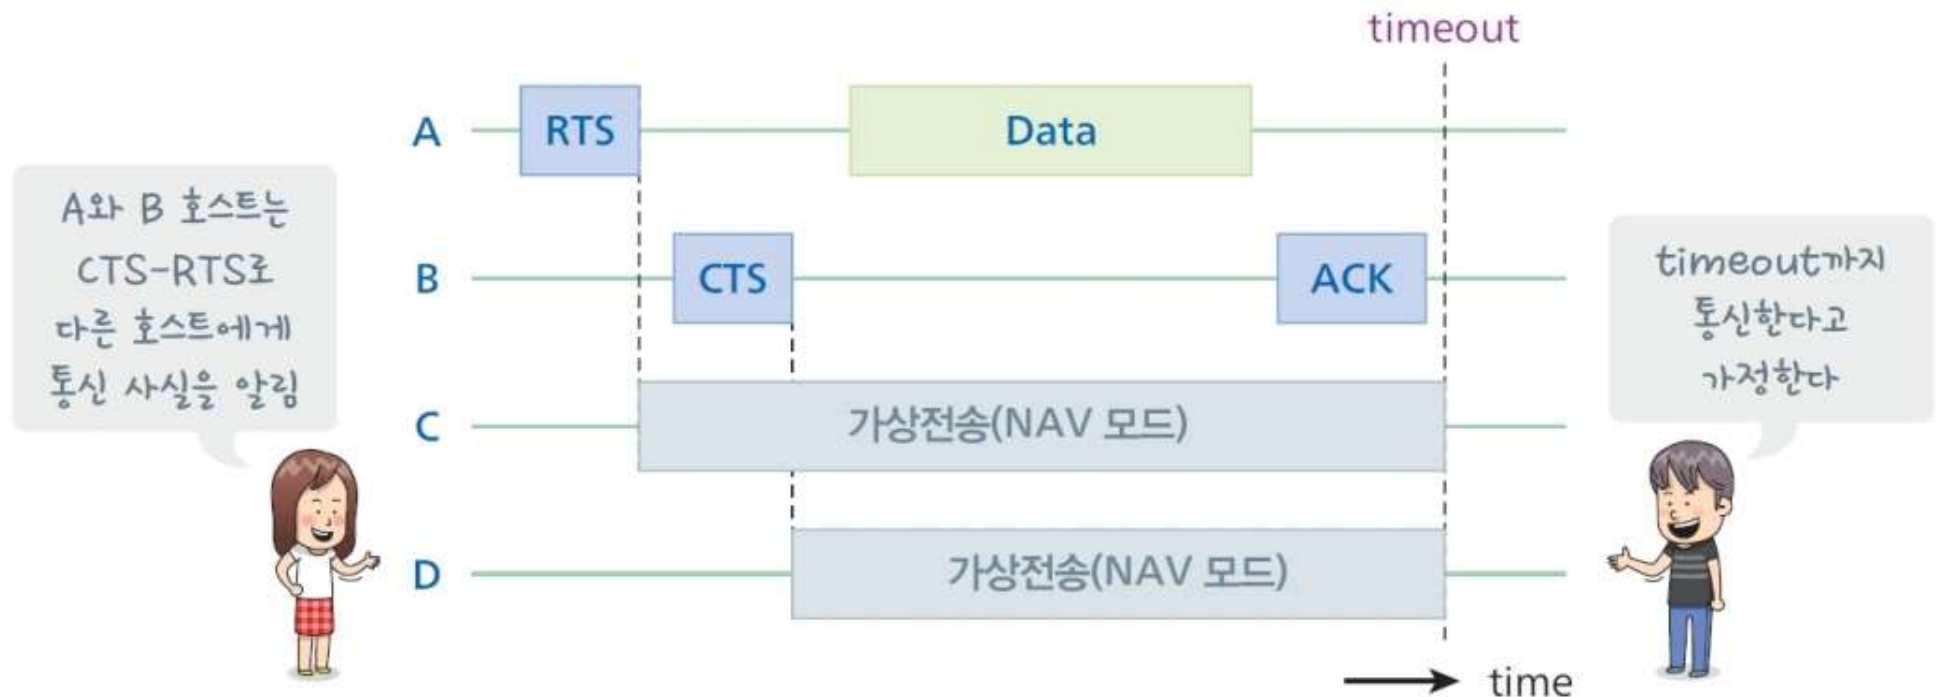 timeout
A
RTS
Data
A와 B 호스트는
CTS-RTS로
다른 호스트에게
통신 사실을 알림
B
CTS
ACK
timeout까지
통신한다고
가정한다
C
가상전송(NAV 모드)
D
가상전송(NAV 모드)
time